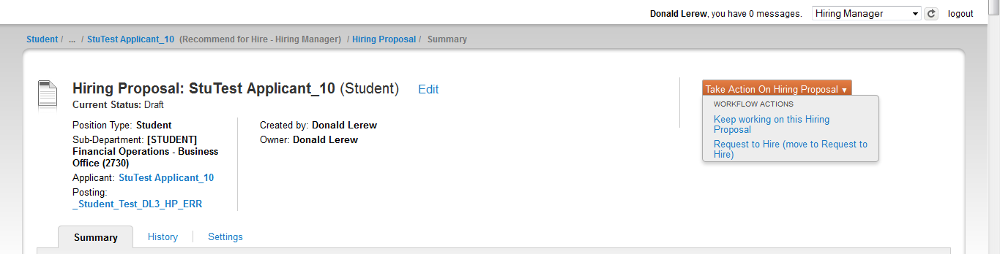 Donald Lerew, you have 0 messages. Hiring Manager logout
Student / ... / StuTest Applicant_10 (Recommend for Hire - Hiring Manager) / Hiring Proposal / Summary
Hiring Proposal: StuTest Applicant_10 (Student) Edit
Current Status: Draft
Position Type: Student
Sub-Department: [STUDENT]
Financial Operations - Business
Office (2730)
Applicant: StuTest Applicant_10
Posting:
_Student_Test_DL3_HP_ERR
Created by: Donald Lerew
Owner: Donald Lerew
Take Action On Hiring Proposal ▼
WORKFLOW ACTIONS
Keep working on this Hiring
Proposal
Request to Hire (move to Request to
Hire)
Summary History Settings